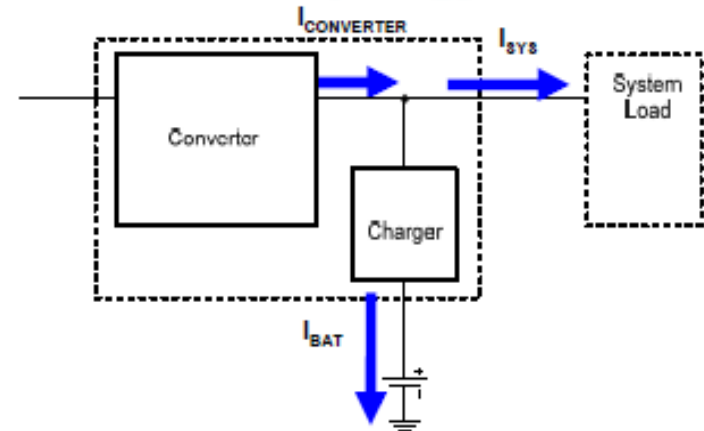 ICONVERTER
ISYS
System
Load
Converter
Charger
IBAT
+